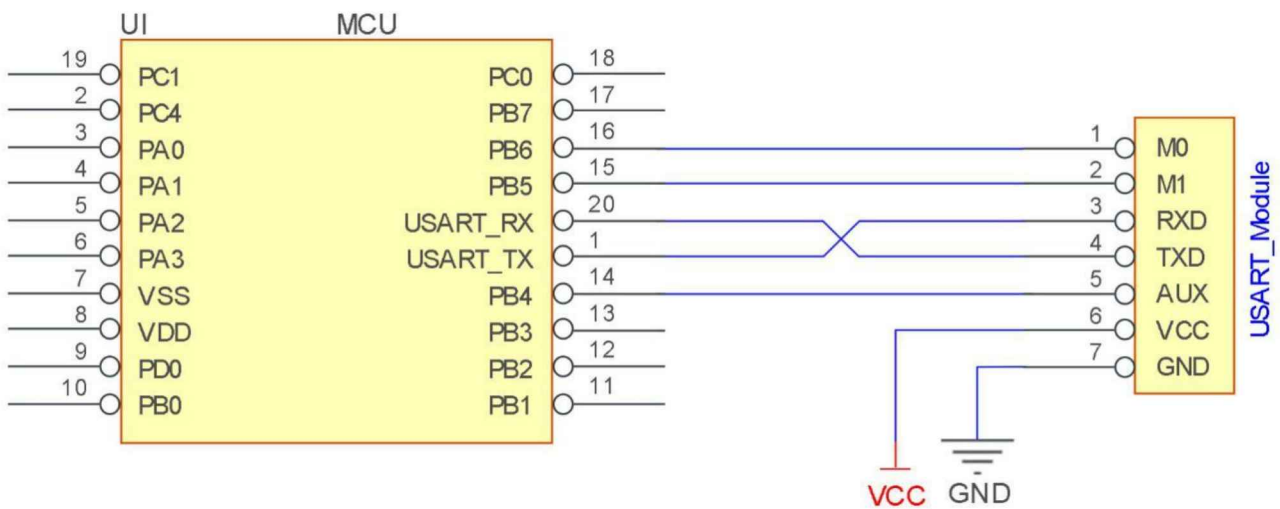 UI MCU
19 PC1 PC0 18
2 PC4 PB7 17
3 PA0 PB6 16 1 M0
4 PA1 PB5 15 2 M1
5 PA2 USART_RX 20 3 RXD
6 PA3 USART_TX 1 4 TXD
7 VSS PB4 14 5 AUX
8 VDD PB3 13 6 VCC
9 PD0 PB2 12 7 GND
10 PB0 PB1 11
USART_Module
VCC GND